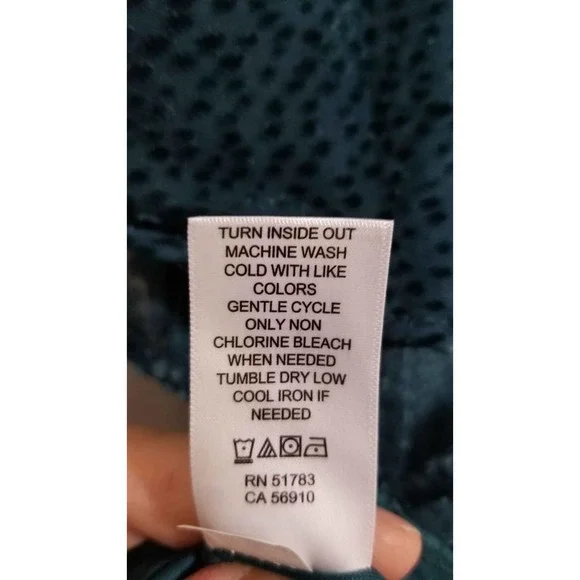 TURN INSIDE OUT
MACHINE WASH
COLD WITH LIKE
COLORS
GENTLE CYCLE
ONLY NON
CHLORINE BLEACH
WHEN NEEDED
TUMBLE DRY LOW
COOL IRON IF
NEEDED
RN 51783
CA 56910